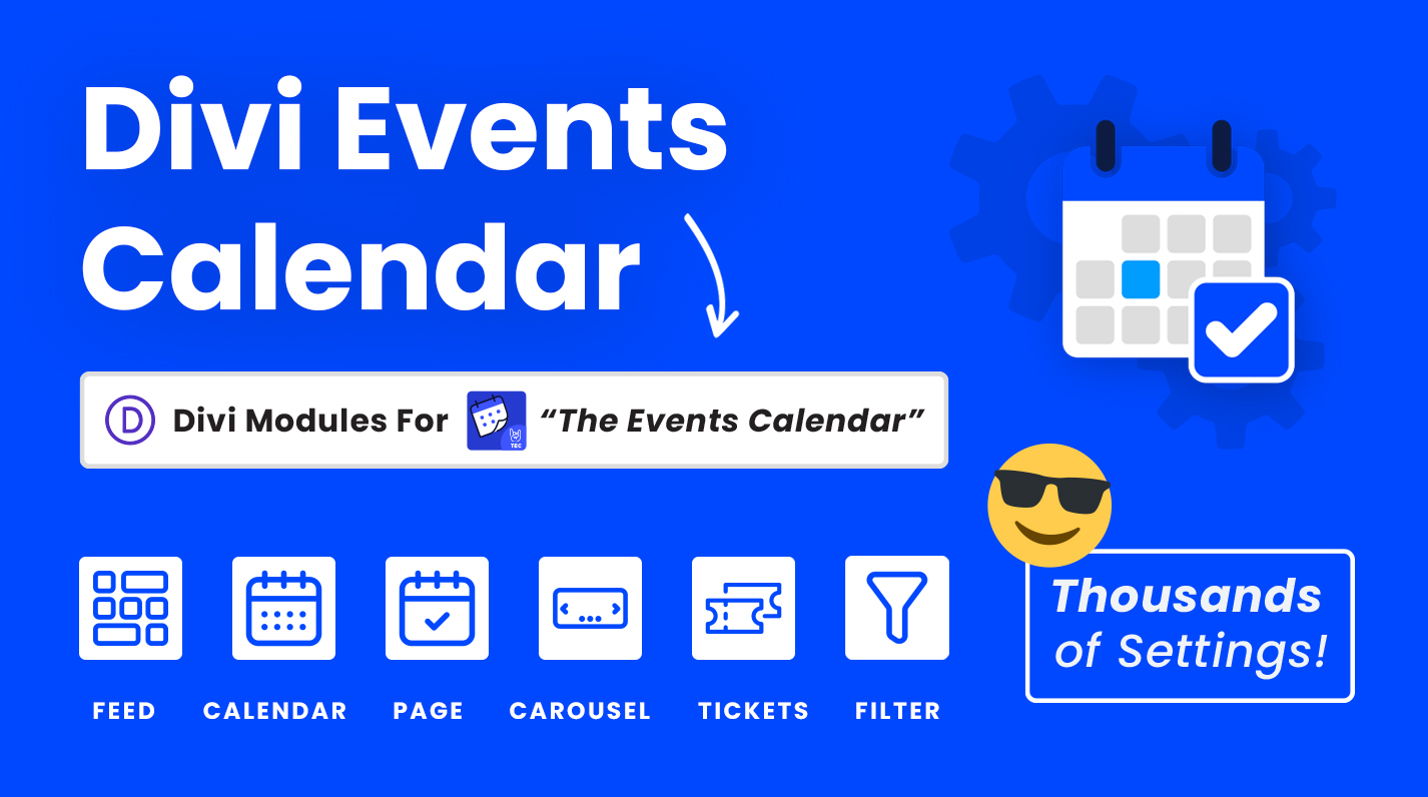 Divi Events
Calendar
D Divi Modules For TEC “The Events Calendar”
FEED CALENDAR PAGE CAROUSEL TICKETS FILTER
Thousands
of Settings!